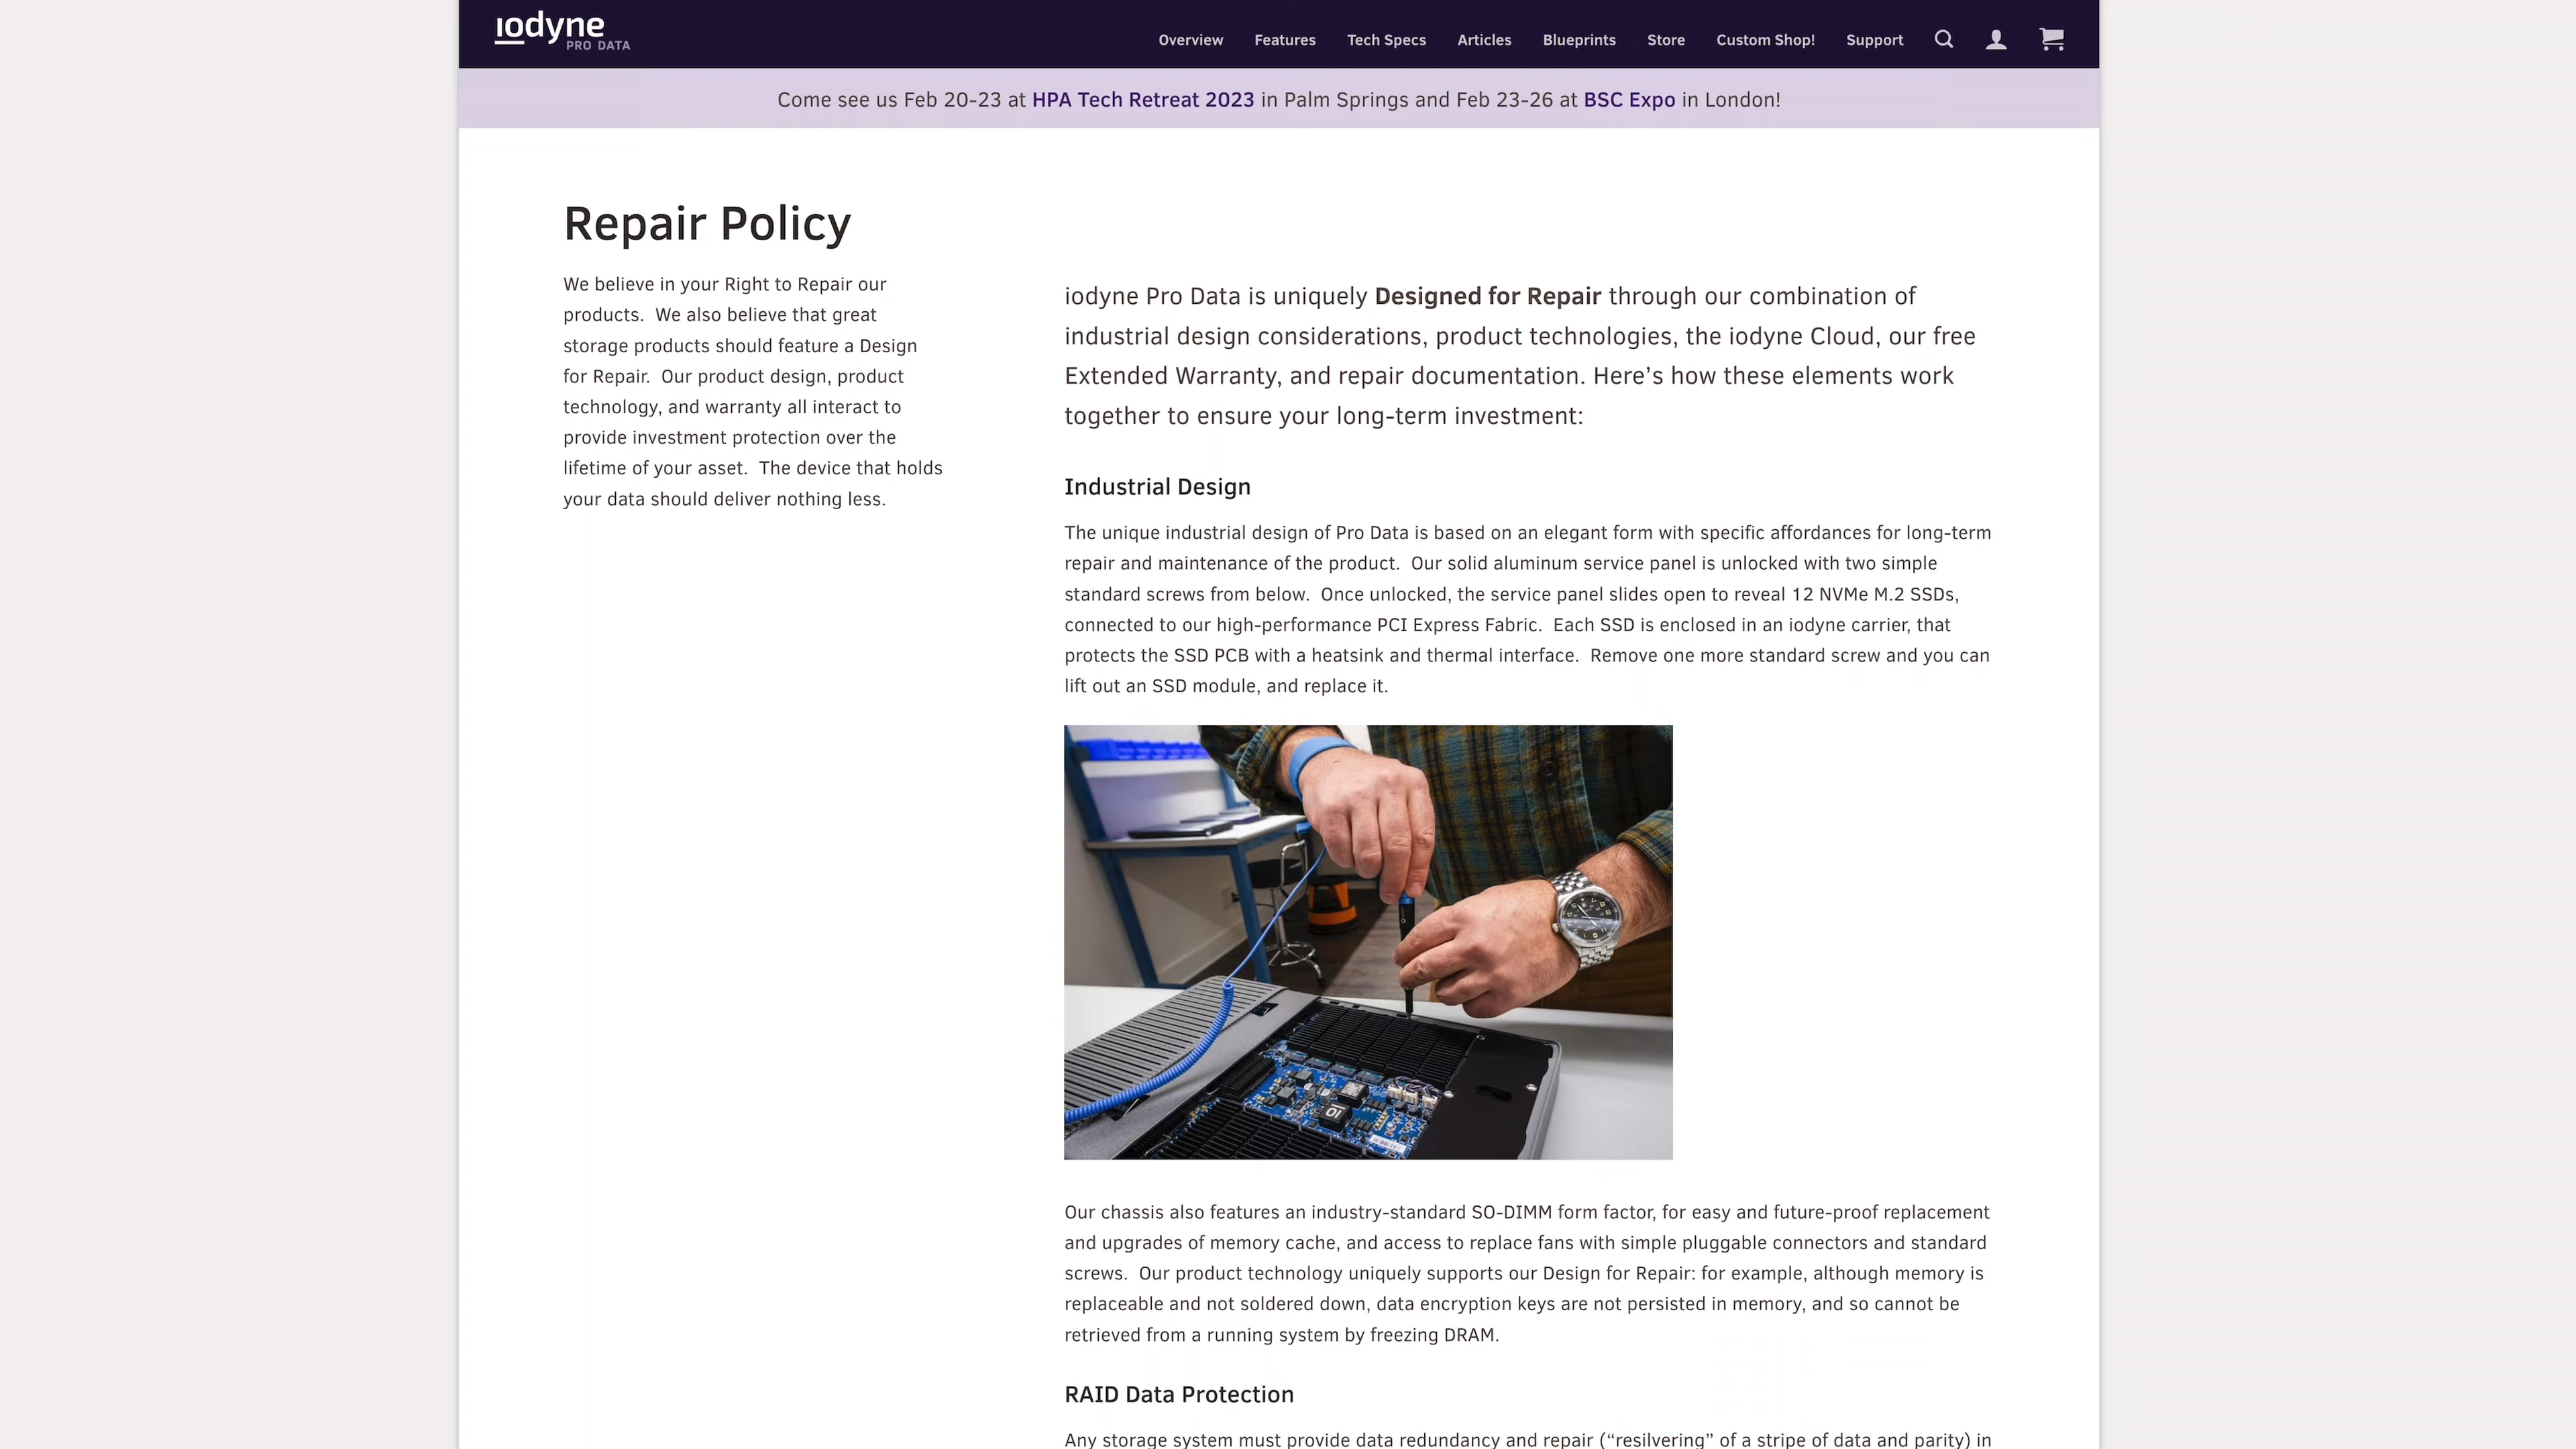 iodyne
PRO DATA
Overview Features Tech Specs Articles Blueprints Store Custom Shop! Support
Come see us Feb 20-23 at HPA Tech Retreat 2023 in Palm Springs and Feb 23-26 at BSC Expo in London!
Repair Policy
We believe in your Right to Repair our
products. We also believe that great
storage products should feature a Design
for Repair. Our product design, product
technology, and warranty all interact to
provide investment protection over the
lifetime of your asset. The device that holds
your data should deliver nothing less.
iodyne Pro Data is uniquely Designed for Repair through our combination of
industrial design considerations, product technologies, the iodyne Cloud, our free
Extended Warranty, and repair documentation. Here’s how these elements work
together to ensure your long-term investment:
Industrial Design
The unique industrial design of Pro Data is based on an elegant form with specific affordances for long-term
repair and maintenance of the product. Our solid aluminum service panel is unlocked with two simple
standard screws from below. Once unlocked, the service panel slides open to reveal 12 NVMe M.2 SSDs,
connected to our high-performance PCI Express Fabric. Each SSD is enclosed in an iodyne carrier, that
protects the SSD PCB with a heatsink and thermal interface. Remove one more standard screw and you can
lift out an SSD module, and replace it.
Our chassis also features an industry-standard SO-DIMM form factor, for easy and future-proof replacement
and upgrades of memory cache, and access to replace fans with simple pluggable connectors and standard
screws. Our product technology uniquely supports our Design for Repair: for example, although memory is
replaceable and not soldered down, data encryption keys are not persisted in memory, and so cannot be
retrieved from a running system by freezing DRAM.
RAID Data Protection
Any storage system must provide data redundancy and repair (“resilvering” of a stripe of data and parity) in